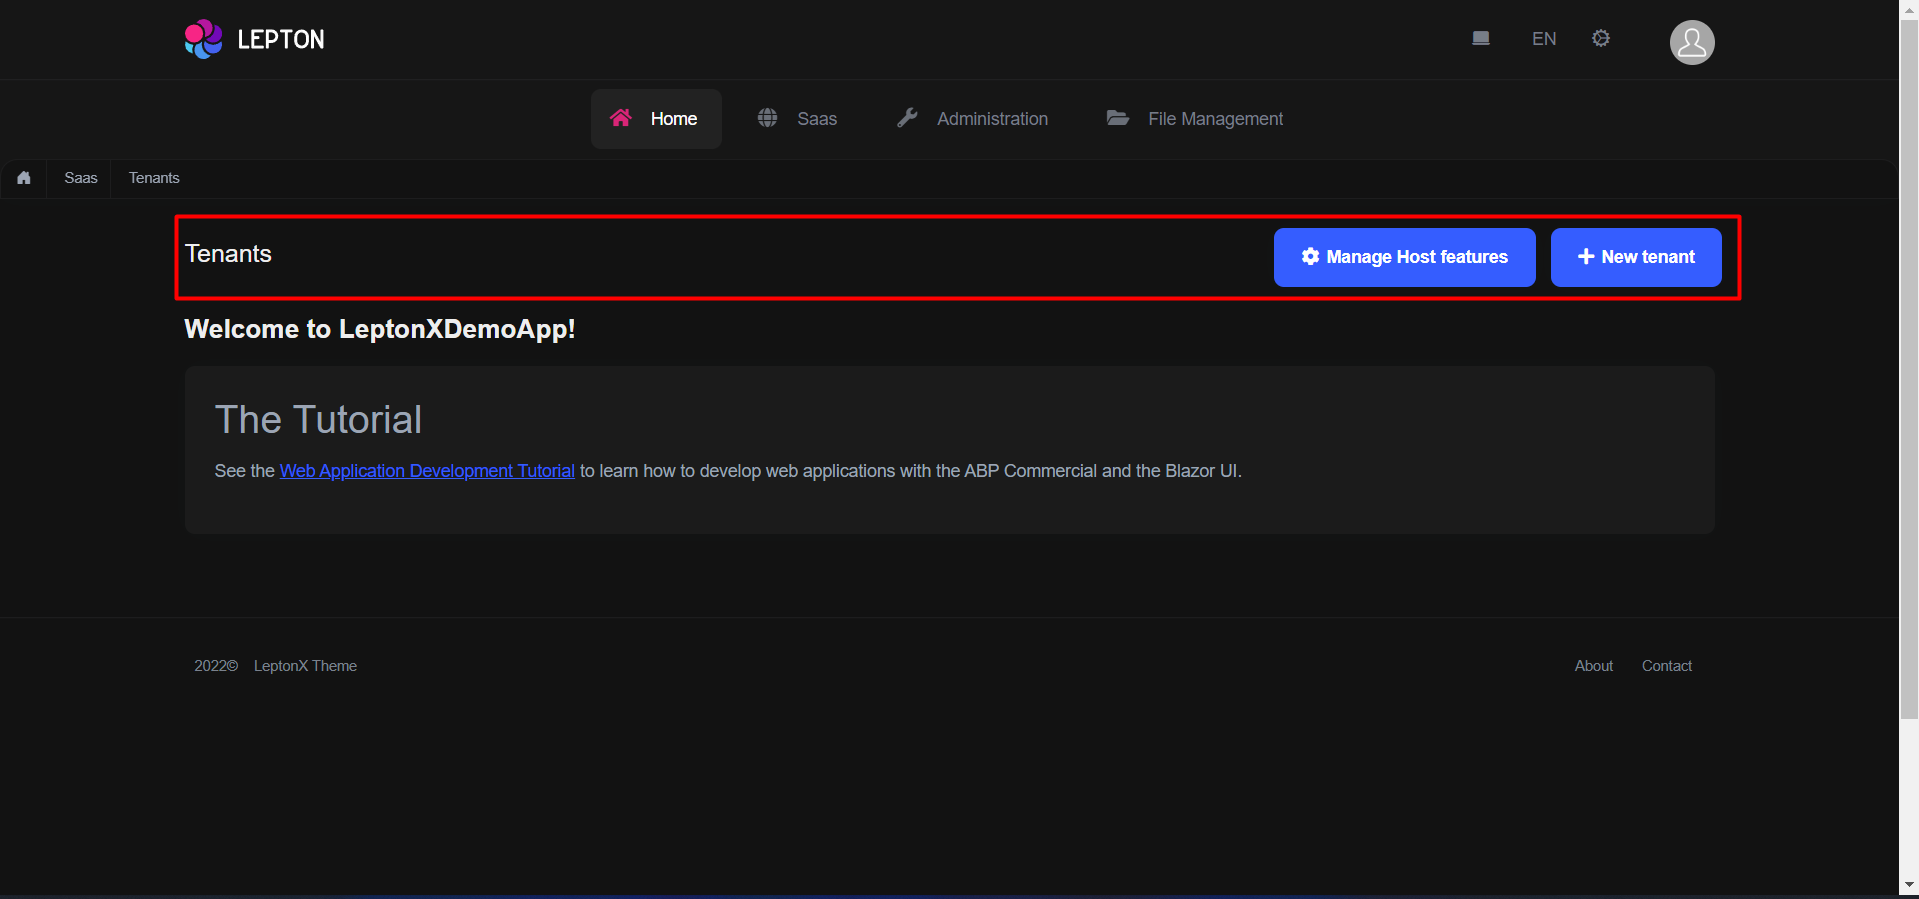 LEPTON
EN
Home Saas Administration File Management
Saas Tenants
Tenants Manage Host features New tenant
Welcome to LeptonXDemoApp!
The Tutorial
See the Web Application Development Tutorial to learn how to develop web applications with the ABP Commercial and the Blazor UI.
2022© LeptonX Theme About Contact